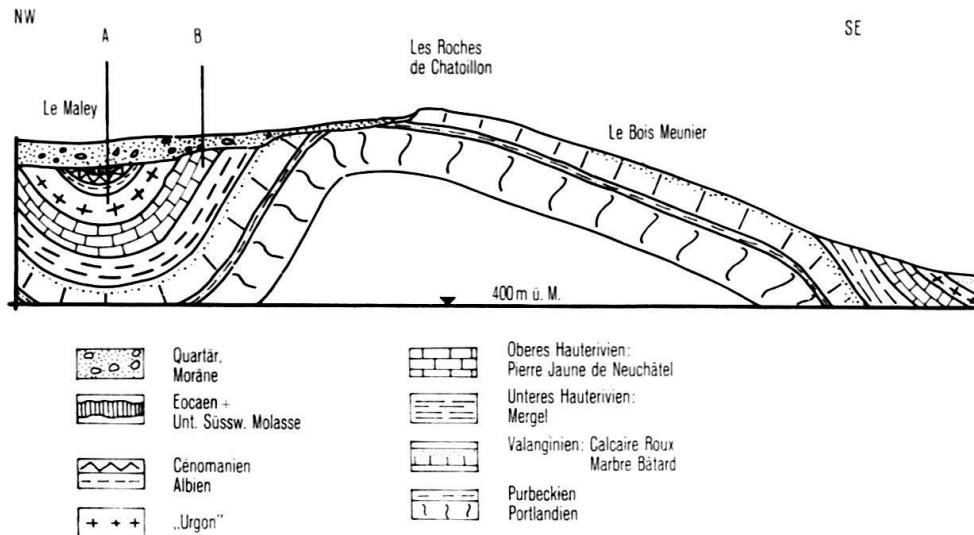 NW
SE
A
B
Les Roches
de Chatoillon
Le Maley
Le Bois Meunier
400 m ü. M.
Quartär,
Moräne
Eocaen +
Unt. Süssw. Molasse
Cénomanien
Albien
„Urgon"
Oberes Hauterivien:
Pierre Jaune de Neuchâtel
Unteres Hauterivien:
Mergel
Valanginien: Calcaire Roux
Marbre Bâtard
Purbeckien
Portlandien